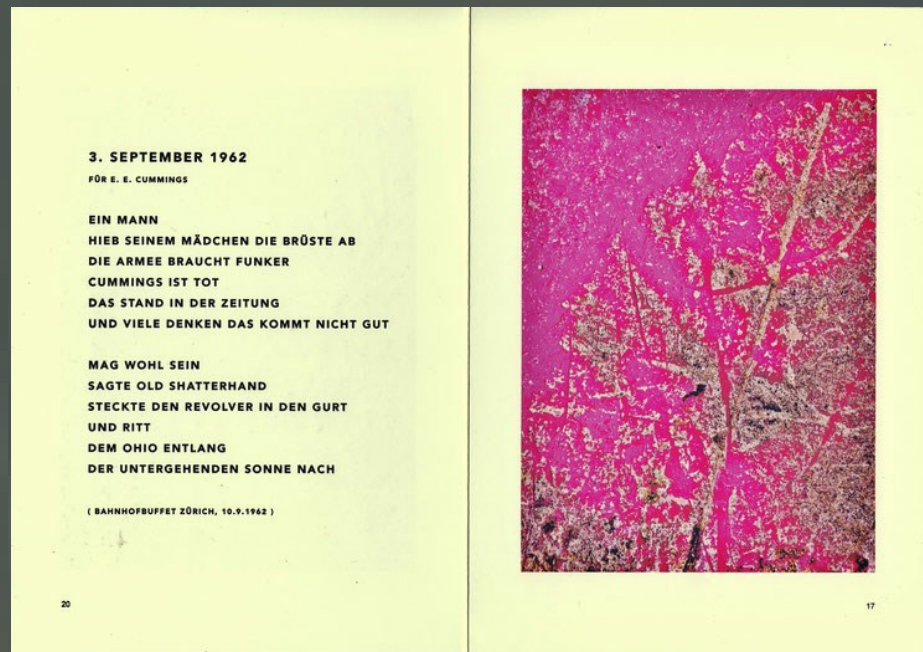 3. SEPTEMBER 1962
FÜR E. E. CUMMINGS
EIN MANN
HIEB SEINEM MÄDCHEN DIE BRÜSTE AB
DIE ARMEE BRAUCHT FUNKER
CUMMINGS IST TOT
DAS STAND IN DER ZEITUNG
UND VIELE DENKEN DAS KOMMT NICHT GUT
MAG WOHL SEIN
SAGTE OLD SHATTERHAND
STECKTE DEN REVOLVER IN DEN GURT
UND RITT
DEM OHIO ENTLANG
DER UNTERGEHENDEN SONNE NACH
( BAHNHOFBUFFET ZÜRICH, 10.9.1962 )
20
17